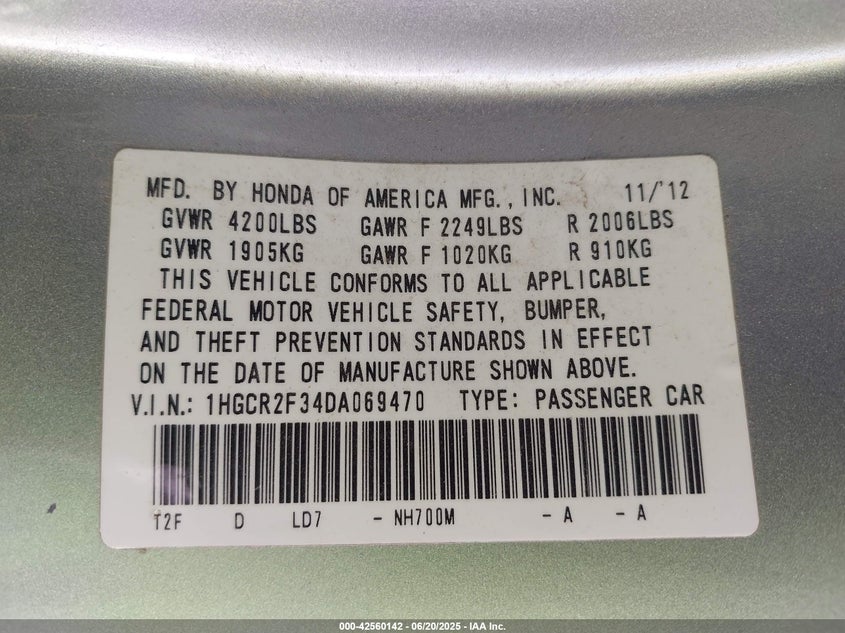 MFD. BY HONDA OF AMERICA MFG., INC. 11/'12
GVWR 4200LBS GAWR F 2249LBS R 2006LBS
GVWR 1905KG GAWR F 1020KG R 910KG
THIS VEHICLE CONFORMS TO ALL APPLICABLE
FEDERAL MOTOR VEHICLE SAFETY, BUMPER,
AND THEFT PREVENTION STANDARDS IN EFFECT
ON THE DATE OF MANUFACTURE SHOWN ABOVE.
V.I.N.: 1HGCR2F34DA069470 TYPE: PASSENGER CAR
T2F D LD7 - NH700M - A - A
000-42560142 - 06/20/2025 - IAA Inc.